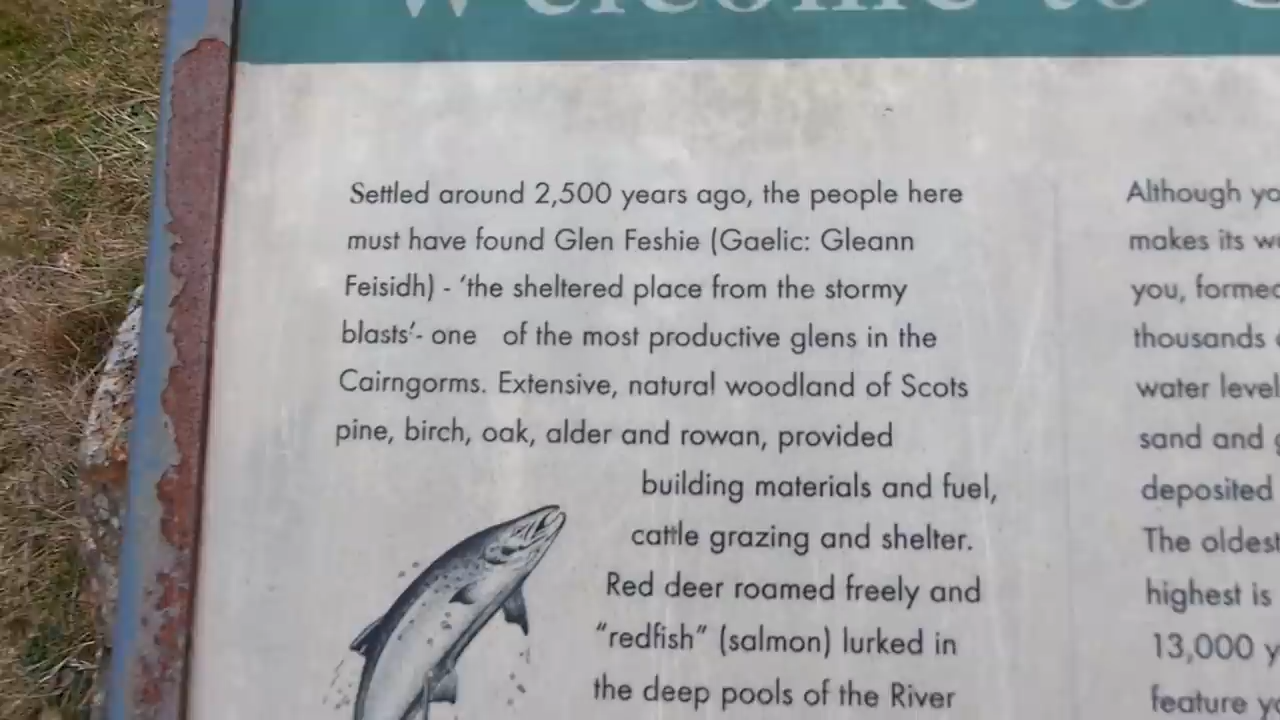 Welcome to
Settled around 2,500 years ago, the people here
must have found Glen Feshie (Gaelic: Gleann
Feisidh) - ‘the sheltered place from the stormy
blasts’- one of the most productive glens in the
Cairngorms. Extensive, natural woodland of Scots
pine, birch, oak, alder and rowan, provided
building materials and fuel,
cattle grazing and shelter.
Red deer roamed freely and
“redfish” (salmon) lurked in
the deep pools of the River
Although
makes its
you,
thousands
water
sand and
deposited
The
highest is
13,000
feature